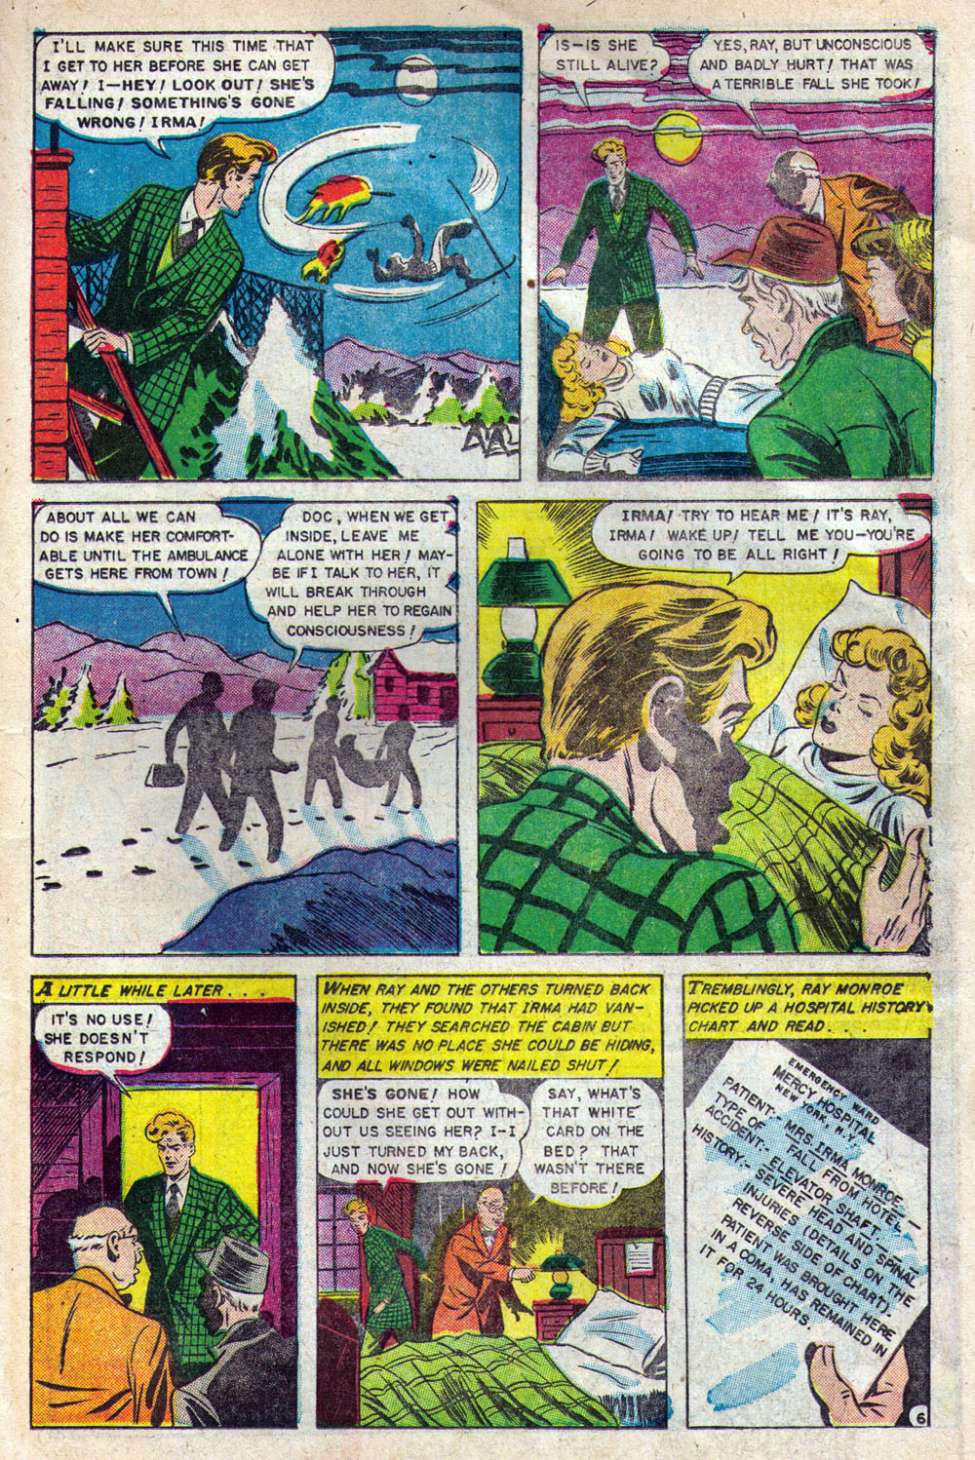 I'LL MAKE SURE THIS TIME THAT
I GET TO HER BEFORE SHE CAN GET
AWAY! I—HEY! LOOK OUT! SHE'S
FALLING! SOMETHING'S GONE
WRONG! IRMA!
IS-IS SHE
STILL ALIVE?
YES, RAY, BUT UNCONSCIOUS
AND BADLY HURT! THAT WAS
A TERRIBLE FALL SHE TOOK!
ABOUT ALL WE CAN
DO IS MAKE HER COMFORT-
ABLE UNTIL THE AMBULANCE
GETS HERE FROM TOWN!
DOC, WHEN WE GET
INSIDE, LEAVE ME
ALONE WITH HER! MAY-
BE IF I TALK TO HER, IT
WILL BREAK THROUGH
AND HELP HER TO REGAIN
CONSCIOUSNESS!
IRMA! TRY TO HEAR ME! IT'S RAY,
IRMA! WAKE UP! TELL ME YOU—YOU'RE
GOING TO BE ALL RIGHT!
A LITTLE WHILE LATER . . .
IT'S NO USE!
SHE DOESN'T
RESPOND!
WHEN RAY AND THE OTHERS TURNED BACK
INSIDE, THEY FOUND THAT IRMA HAD VAN-
ISHED! THEY SEARCHED THE CABIN BUT
THERE WAS NO PLACE SHE COULD BE HIDING,
AND ALL WINDOWS WERE NAILED SHUT!
SHE'S GONE! HOW
COULD SHE GET OUT WITH-
OUT US SEEING HER? I-I
JUST TURNED MY BACK,
AND NOW SHE'S GONE!
SAY, WHAT'S
THAT WHITE
CARD ON THE
BED? THAT
WASN'T THERE
BEFORE!
TREMBLINGLY, RAY MONROE
PICKED UP A HOSPITAL HISTORY
CHART AND READ. . .
EMERGENCY WARD
MERCY HOSPITAL
NEW YORK, N.Y.
PATIENT:- MRS. IRMA MONROE
TYPE OF
ACCIDENT:- FALL FROM HOTEL
ELEVATOR SHAFT.
HISTORY:- SEVERE HEAD AND SPINAL
INJURIES (DETAILS ON THE
REVERSE SIDE OF CHART).
PATIENT WAS BROUGHT HERE
IN A COMA, HAS REMAINED IN
IT FOR 24 HOURS.
6